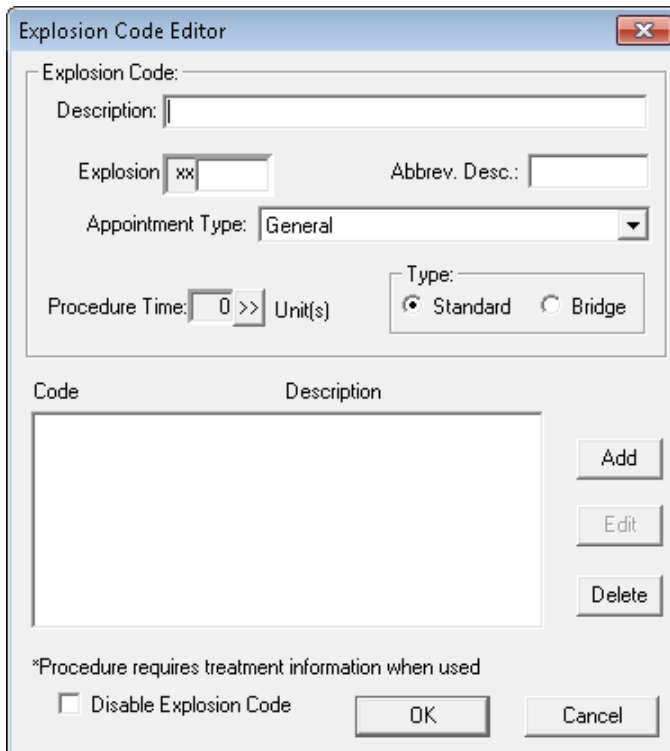 Explosion Code Editor
Explosion Code:
Description:
Explosion xx Abbrev. Desc.:
Appointment Type: General
Type:
Procedure Time: 0 >> Unit(s) Standard Bridge
Code Description
Add
Edit
Delete
*Procedure requires treatment information when used
Disable Explosion Code OK Cancel